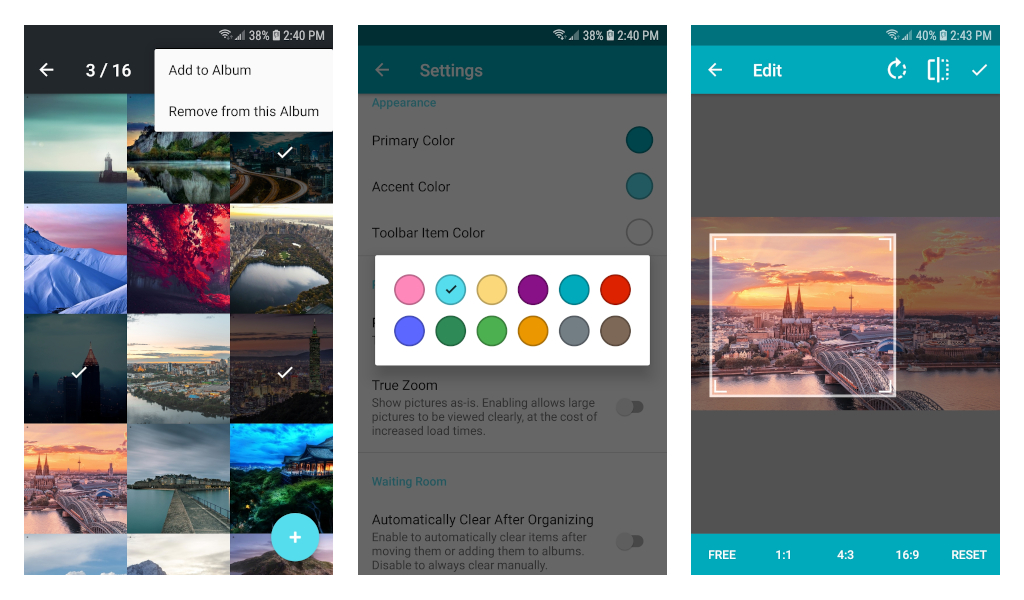 38% 2:40 PM
3 / 16
Add to Album
Remove from this Album
38% 2:40 PM
Settings
Appearance
Primary Color
Accent Color
Toolbar Item Color
True Zoom
Show pictures as-is. Enabling allows large
pictures to be viewed clearly, at the cost of
increased load times.
Waiting Room
Automatically Clear After Organizing
Enable to automatically clear items after
moving them or adding them to albums.
Disable to always clear manually.
40% 2:43 PM
Edit
FREE 1:1 4:3 16:9 RESET